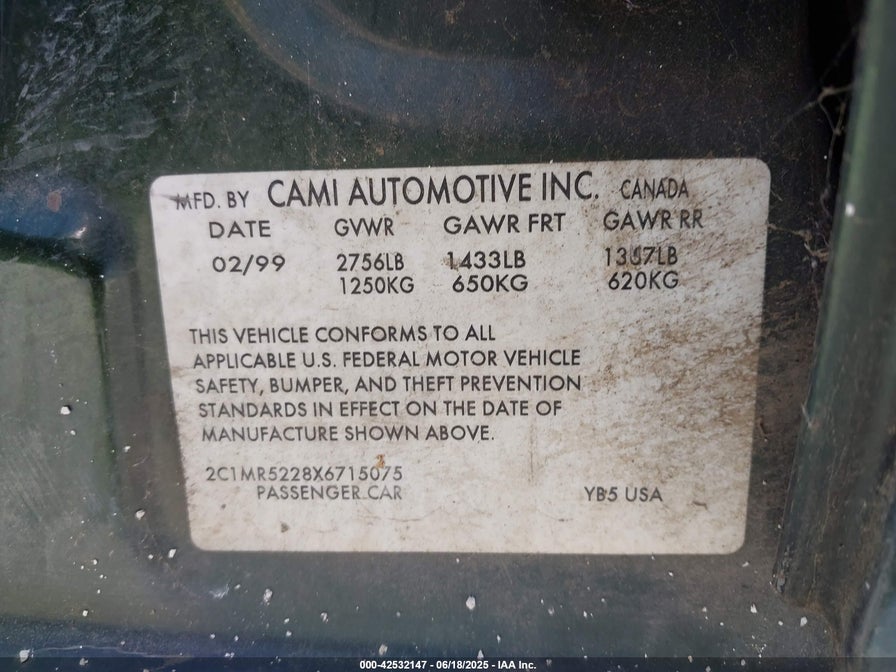 MFD. BY CAMI AUTOMOTIVE INC. CANADA
DATE GVWR GAWR FRT GAWR RR
02/99 2756LB 1433LB 1367LB
1250KG 650KG 620KG
THIS VEHICLE CONFORMS TO ALL
APPLICABLE U.S. FEDERAL MOTOR VEHICLE
SAFETY, BUMPER, AND THEFT PREVENTION
STANDARDS IN EFFECT ON THE DATE OF
MANUFACTURE SHOWN ABOVE.
2C1MR5228X6715075
PASSENGER CAR YB5 USA
000-42532147 - 06/18/2025 - IAA Inc.